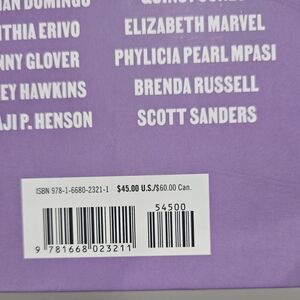 ELIZABETH MARVEL
THIA ERIVO PHYLICIA PEARL MPASI
NNY GLOVER BRENDA RUSSELL
EY HAWKINS SCOTT SANDERS
AJI P. HENSON
ISBN 978-1-6680-2321-1 $45.00 U.S./$60.00 Can.
54500
9 781668 023211